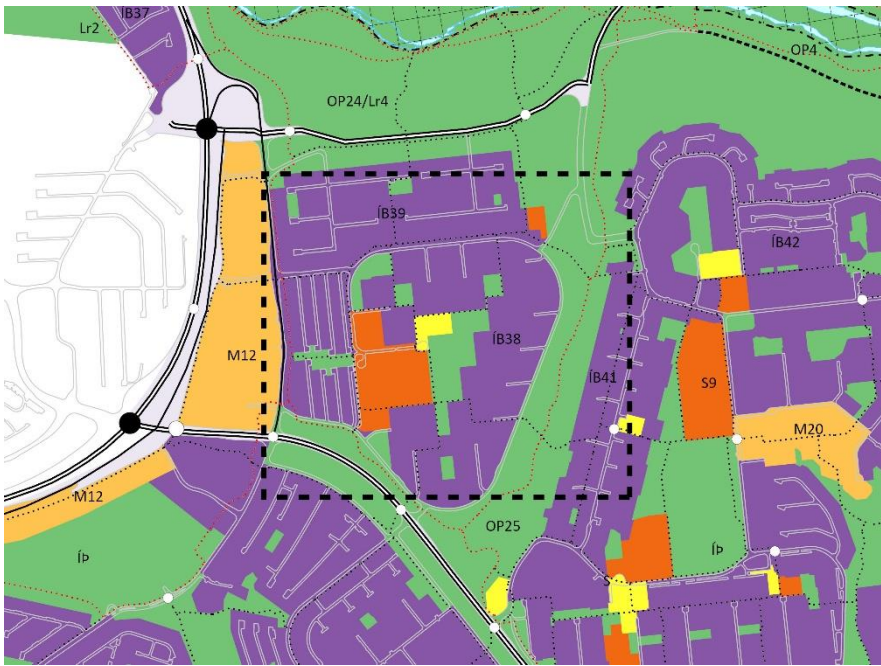 ÍB37
Lr2
OP4
OP24/Lr4
ÍB39
ÍB42
ÍB38
M12
ÍB41
S9
M20
M12
OP25
ÍÞ
ÍÞ